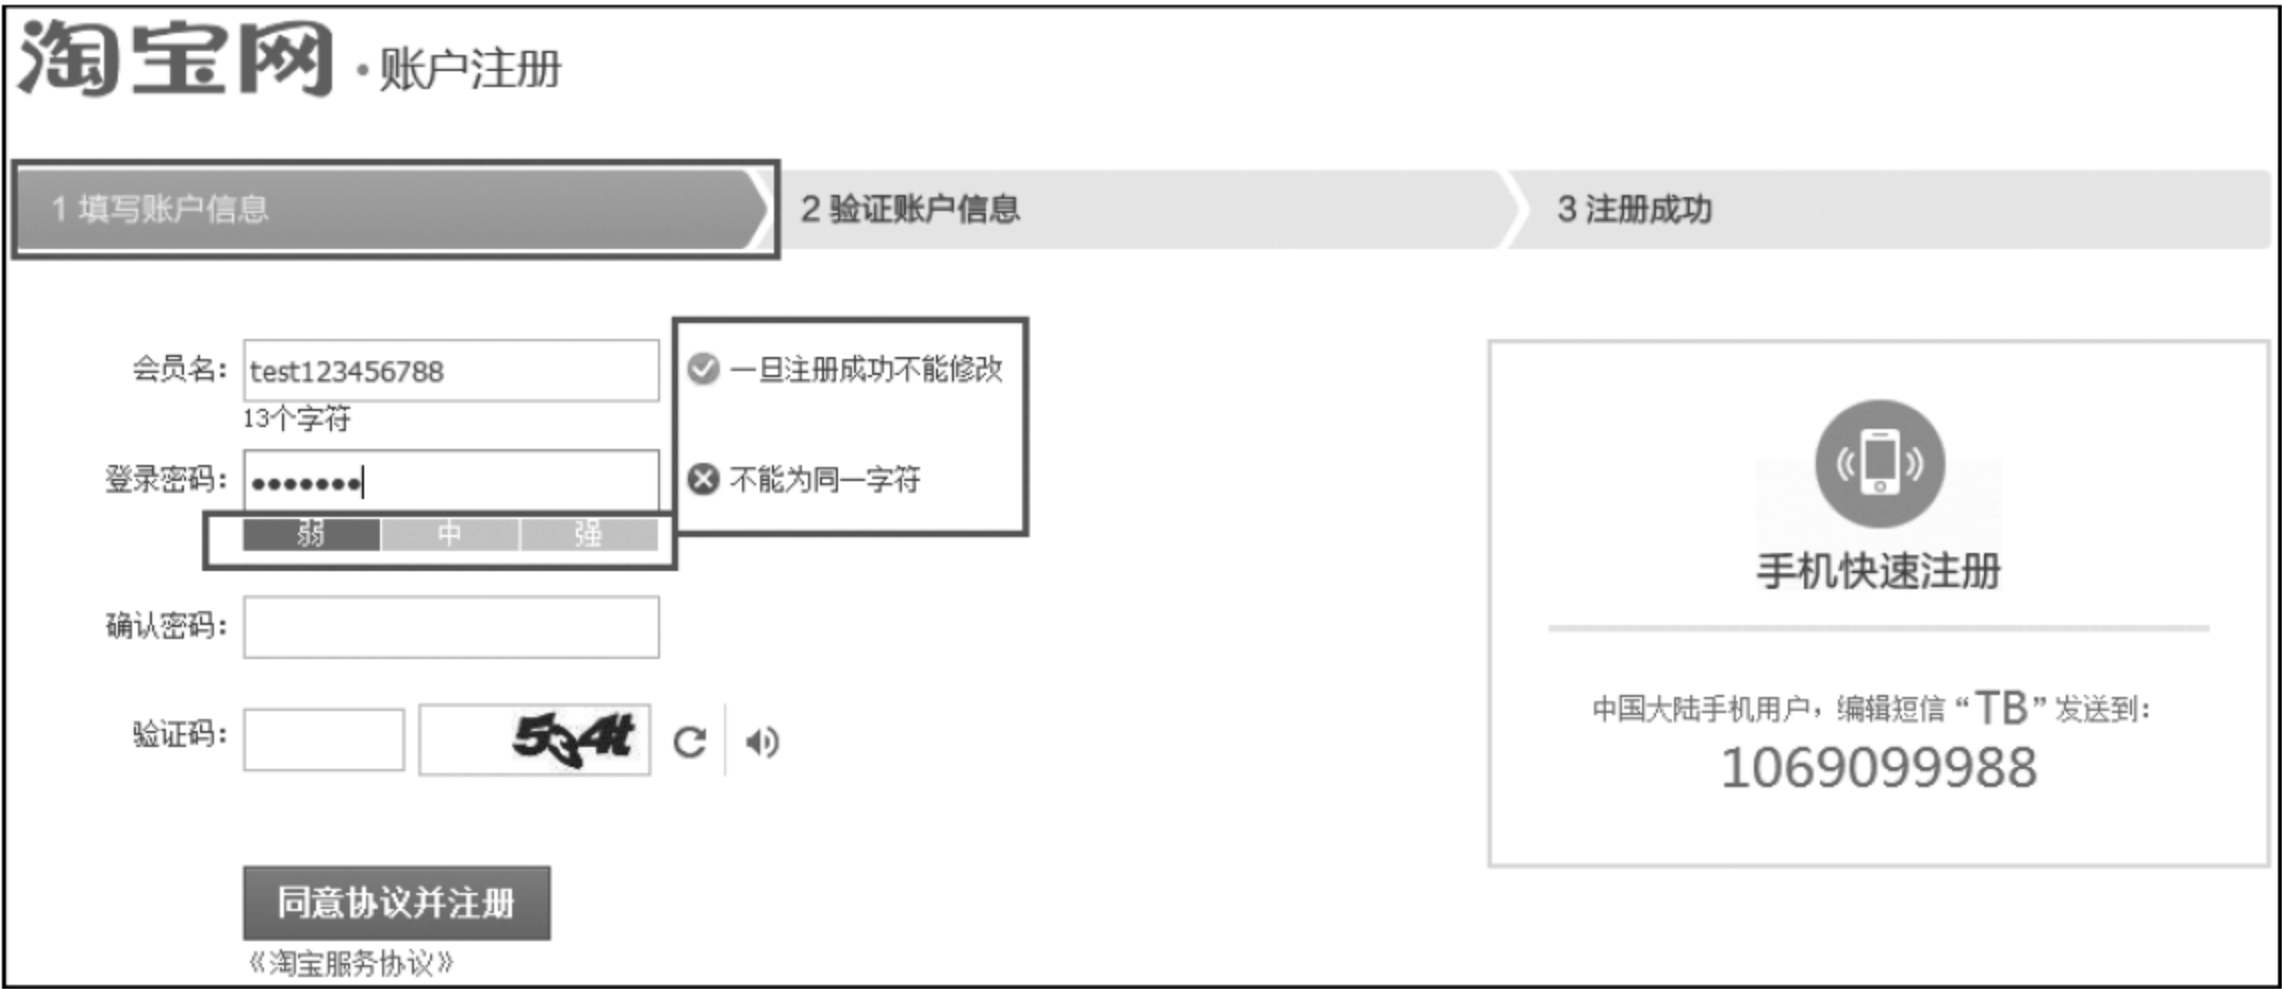 淘宝网·账户注册
1 填写账户信息
2 验证账户信息
3 注册成功
会员名：
test123456788
一旦注册成功不能修改
13个字符
登录密码：
•••••••
不能为同一字符
弱 中 强
确认密码：
验证码：
534t
同意协议并注册
《淘宝服务协议》
手机快速注册
中国大陆手机用户，编辑短信“TB”发送到：
1069099988